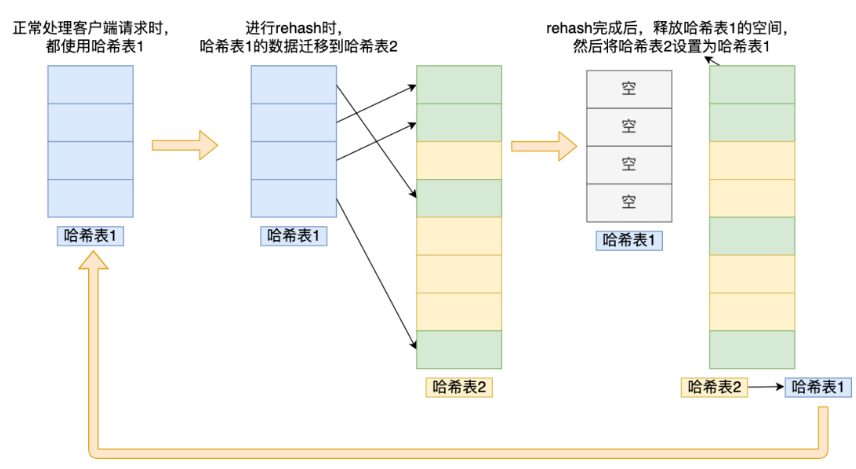 正常处理客户端请求时，
都使用哈希表1
进行rehash时，
哈希表1的数据迁移到哈希表2
rehash完成后，释放哈希表1的空间，
然后将哈希表2设置为哈希表1
空
空
空
空
哈希表1
哈希表1
哈希表1
哈希表2
哈希表2
哈希表1